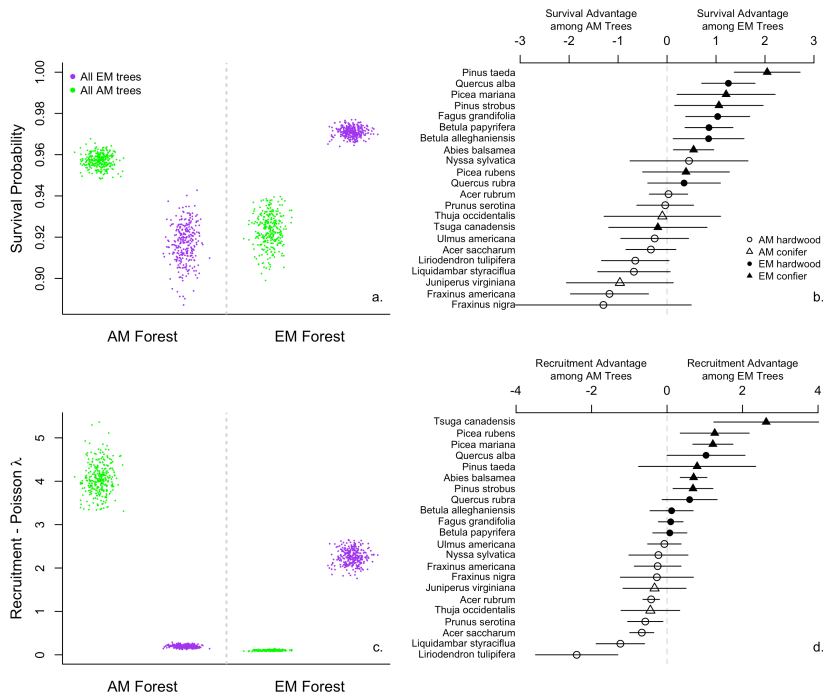 Survival Probability
1.00
0.98
0.96
0.94
0.92
0.90
All EM trees
All AM trees
a.
AM Forest
EM Forest
Survival Advantage
among AM Trees
Survival Advantage
among EM Trees
-3 -2 -1 0 1 2 3
Pinus taeda
Quercus alba
Picea mariana
Pinus strobus
Fagus grandifolia
Betula papyrifera
Betula alleghaniensis
Abies balsamea
Nyssa sylvatica
Picea rubens
Quercus rubra
Acer rubrum
Prunus serotina
Thuja occidentalis
Tsuga canadensis
Ulmus americana
Acer saccharum
Liriodendron tulipifera
Liquidambar styraciflua
Juniperus virginiana
Fraxinus americana
Fraxinus nigra
AM hardwood
AM conifer
EM hardwood
EM confier
b.
Recruitment - Poisson λ
5
4
3
2
1
0
c.
AM Forest
EM Forest
Recruitment Advantage
among AM Trees
Recruitment Advantage
among EM Trees
-4 -2 0 2 4
Tsuga canadensis
Picea rubens
Picea mariana
Quercus alba
Pinus taeda
Abies balsamea
Pinus strobus
Quercus rubra
Betula alleghaniensis
Fagus grandifolia
Betula papyrifera
Ulmus americana
Nyssa sylvatica
Fraxinus americana
Fraxinus nigra
Juniperus virginiana
Acer rubrum
Thuja occidentalis
Prunus serotina
Acer saccharum
Liquidambar styraciflua
Liriodendron tulipifera
d.